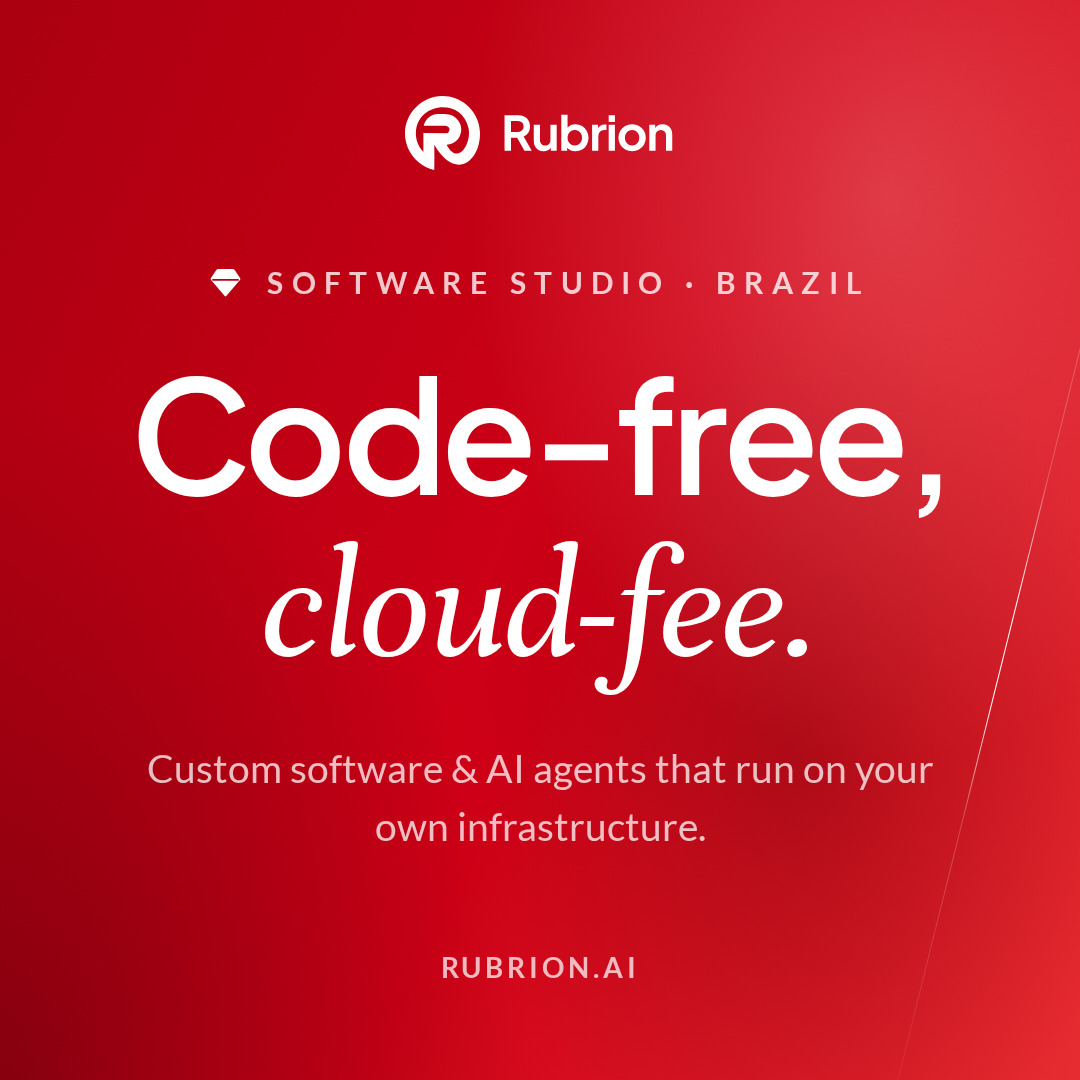 Rubrion
SOFTWARE STUDIO · BRAZIL
Code-free,
cloud-fee.
Custom software & AI agents that run on your
own infrastructure.
RUBRION.AI